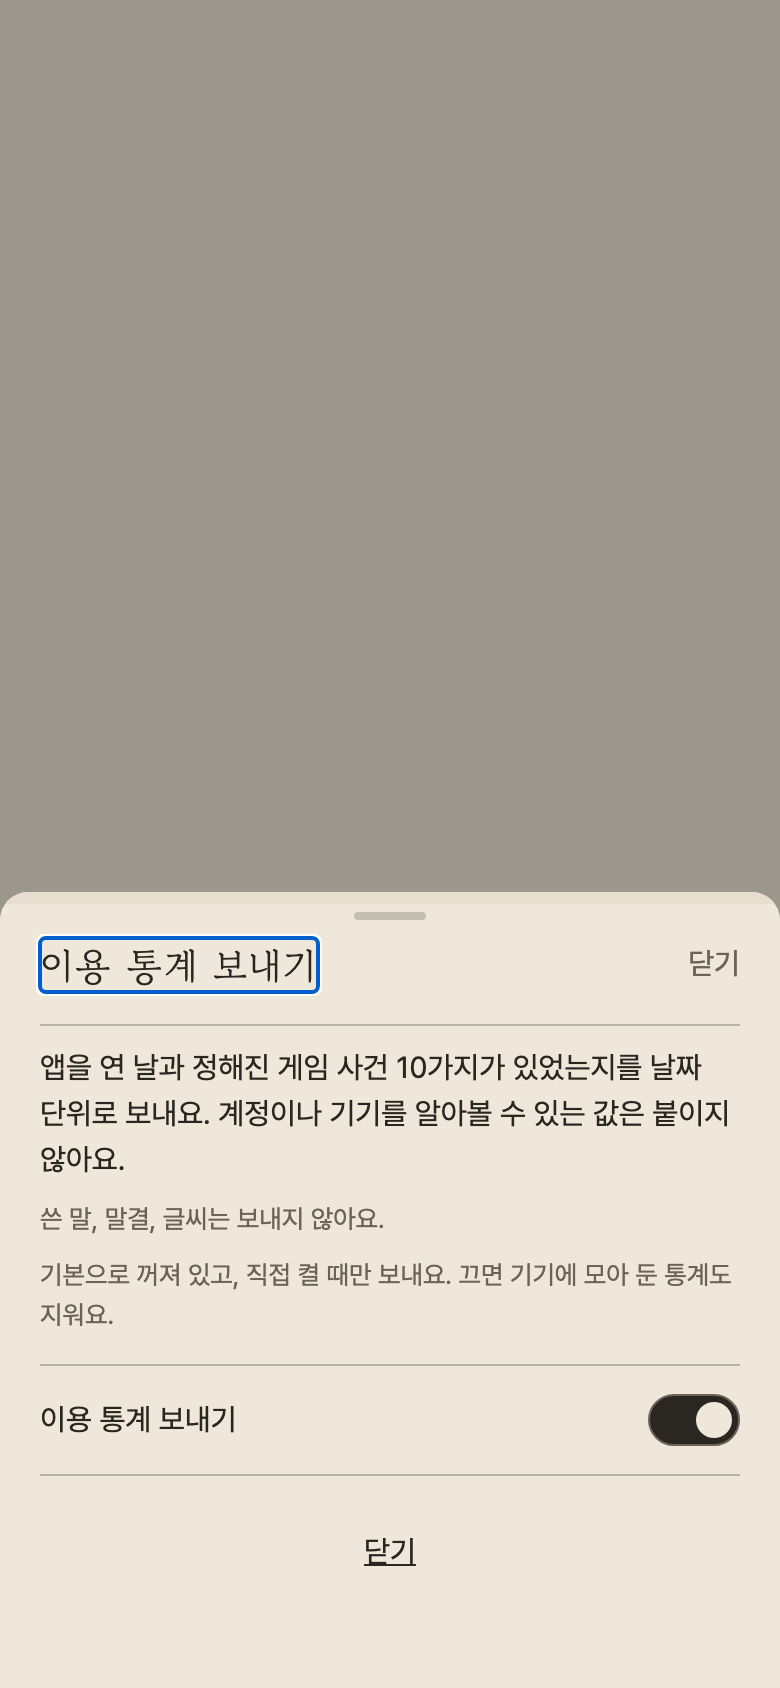 이용 통계 보내기
닫기
앱을 연 날과 정해진 게임 사건 10가지가 있었는지를 날짜
단위로 보내요. 계정이나 기기를 알아볼 수 있는 값은 붙이지
않아요.
쓴 말, 말결, 글씨는 보내지 않아요.
기본으로 꺼져 있고, 직접 켤 때만 보내요. 끄면 기기에 모아 둔 통계도
지워요.
이용 통계 보내기
닫기